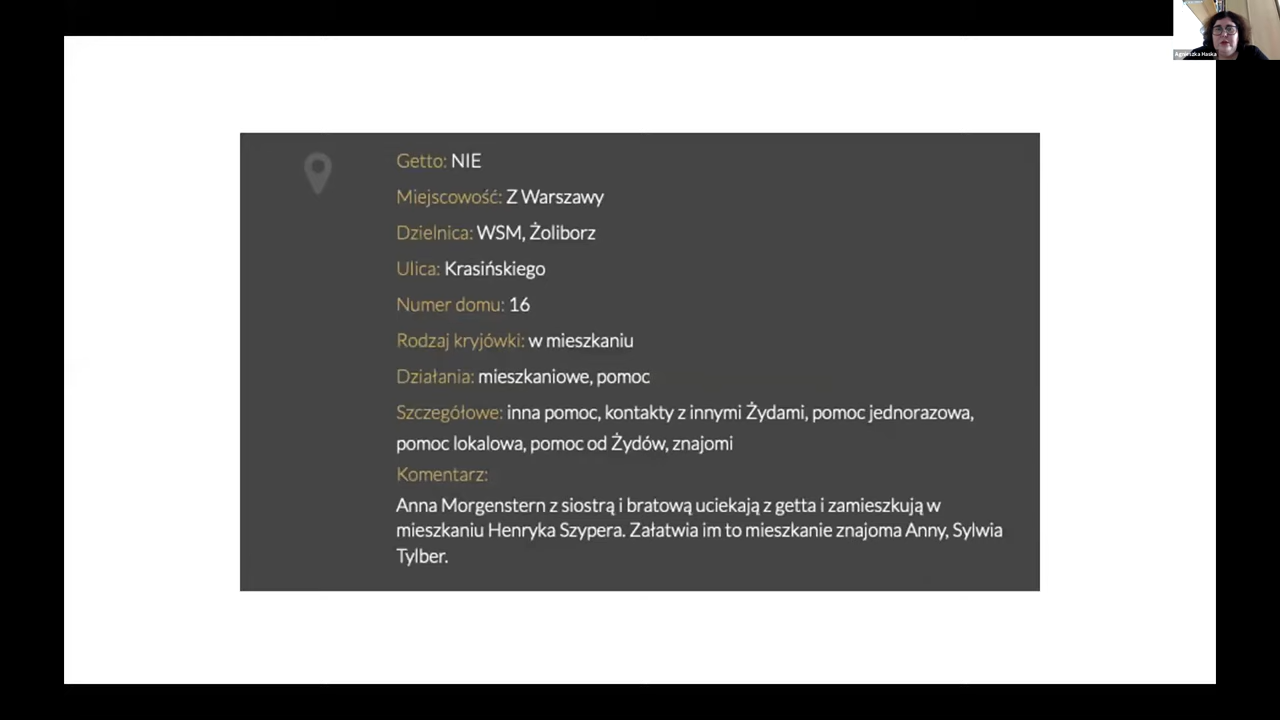 Agnieszka Haska
Getto: NIE
Miejscowość: Z Warszawy
Dzielnica: WSM, Żoliborz
Ulica: Krasińskiego
Numer domu: 16
Rodzaj kryjówki: w mieszkaniu
Działania: mieszkaniowe, pomoc
Szczegółowe: inna pomoc, kontakty z innymi Żydami, pomoc jednorazowa,
pomoc lokalowa, pomoc od Żydów, znajomi
Komentarz:
Anna Morgenstern z siostrą i bratową uciekają z getta i zamieszkują w
mieszkaniu Henryka Szypera. Załatwia im to mieszkanie znajoma Anny, Sylwia
Tylber.